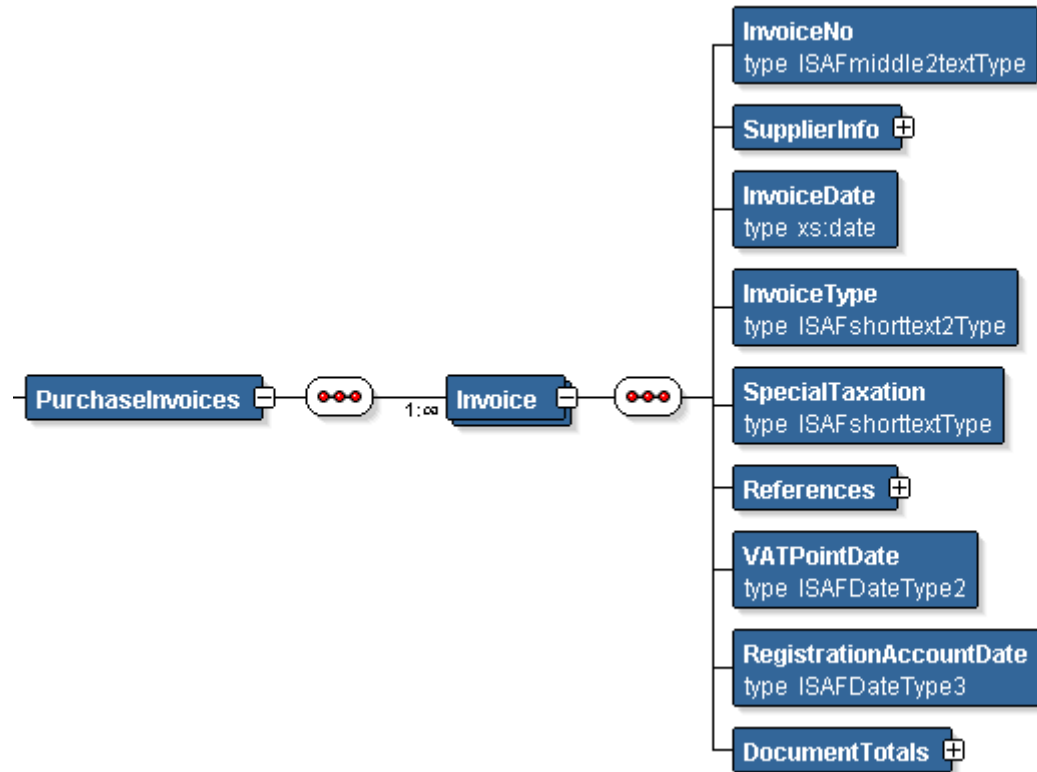 InvoiceNo
type ISAFmiddle2textType
SupplierInfo
InvoiceDate
type xs:date
InvoiceType
type ISAFshorttext2Type
PurchaseInvoices
1:∞
Invoice
SpecialTaxation
type ISAFshorttextType
References
VATPointDate
type ISAFDateType2
RegistrationAccountDate
type ISAFDateType3
DocumentTotals